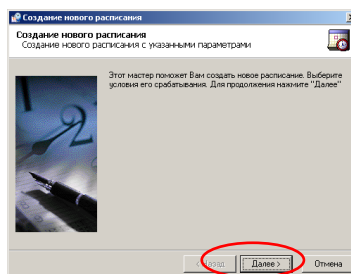 Создание нового расписания
Создание нового расписания
Создание нового расписания с указанными параметрами
Этот мастер поможет Вам создать новое расписание. Выберите
условия его срабатывания. Для продолжения нажмите "Далее"
< Назад
Далее >
Отмена